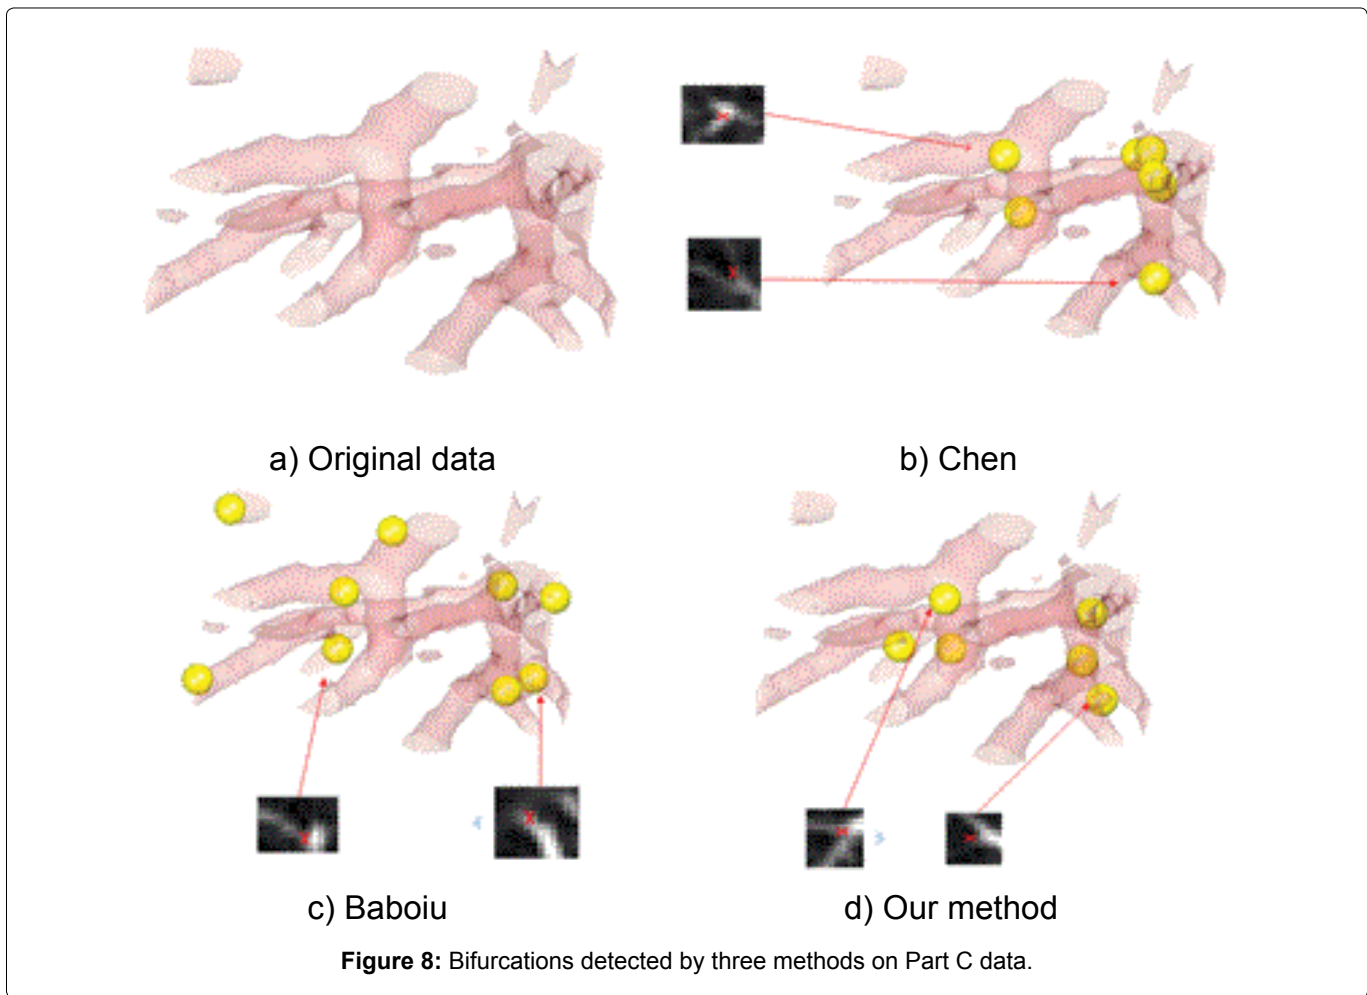 a) Original data
b) Chen
c) Baboiu
d) Our method
Figure 8: Bifurcations detected by three methods on Part C data.